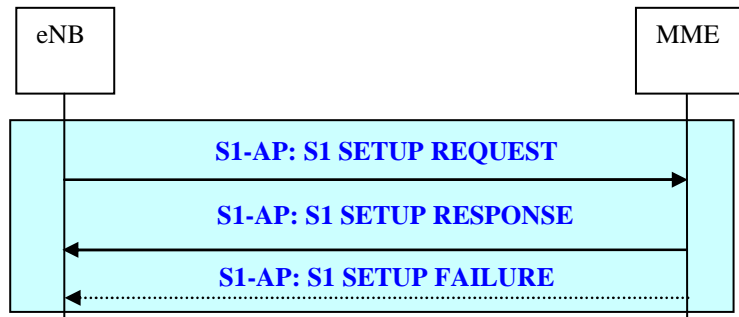 eNB
MME
S1-AP: S1 SETUP REQUEST
S1-AP: S1 SETUP RESPONSE
S1-AP: S1 SETUP FAILURE